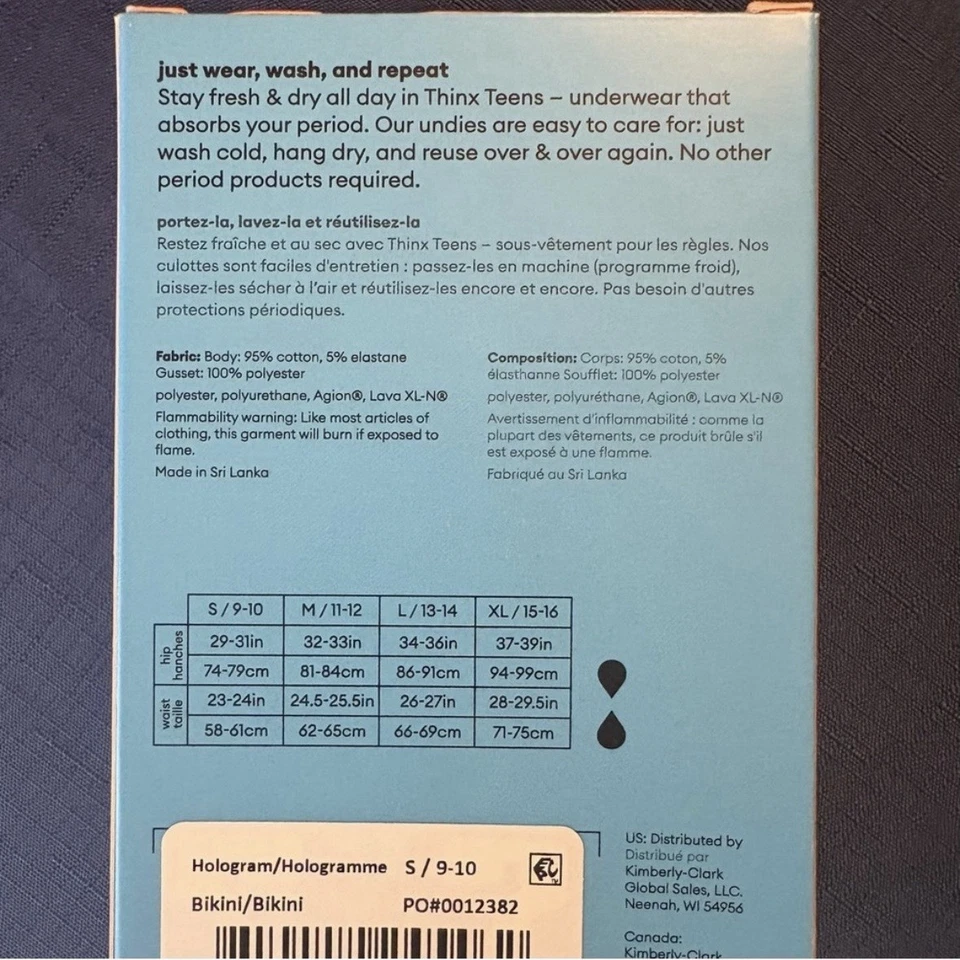 just wear, wash, and repeat
Stay fresh & dry all day in Thinx Teens – underwear that
absorbs your period. Our undies are easy to care for: just
wash cold, hang dry, and reuse over & over again. No other
period products required.
portez-la, lavez-la et réutilisez-la
Restez fraîche et au sec avec Thinx Teens – sous-vêtement pour les règles. Nos
culottes sont faciles d'entretien : passez-les en machine (programme froid),
laissez-les sécher à l'air et réutilisez-les encore et encore. Pas besoin d'autres
protections périodiques.
Fabric: Body: 95% cotton, 5% elastane
Gusset: 100% polyester
polyester, polyurethane, Agion®, Lava XL-N®
Flammability warning: Like most articles of
clothing, this garment will burn if exposed to
flame.
Made in Sri Lanka
Composition: Corps: 95% coton, 5%
élasthanne Soufflet: 100% polyester
polyester, polyuréthane, Agion®, Lava XL-N®
Avertissement d'inflammabilité : comme la
plupart des vêtements, ce produit brûle s'il
est exposé à une flamme.
Fabriqué au Sri Lanka
S / 9-10 M / 11-12 L / 13-14 XL / 15-16
hip
hanches
29-31in 32-33in 34-36in 37-39in
74-79cm 81-84cm 86-91cm 94-99cm
waist
taille
23-24in 24.5-25.5in 26-27in 28-29.5in
58-61cm 62-65cm 66-69cm 71-75cm
Hologram/Hologramme S / 9-10
Bikini/Bikini PO#0012382
US: Distributed by
Distribué par
Kimberly-Clark
Global Sales, LLC.
Neenah, WI 54956
Canada:
Kimberly-Clark